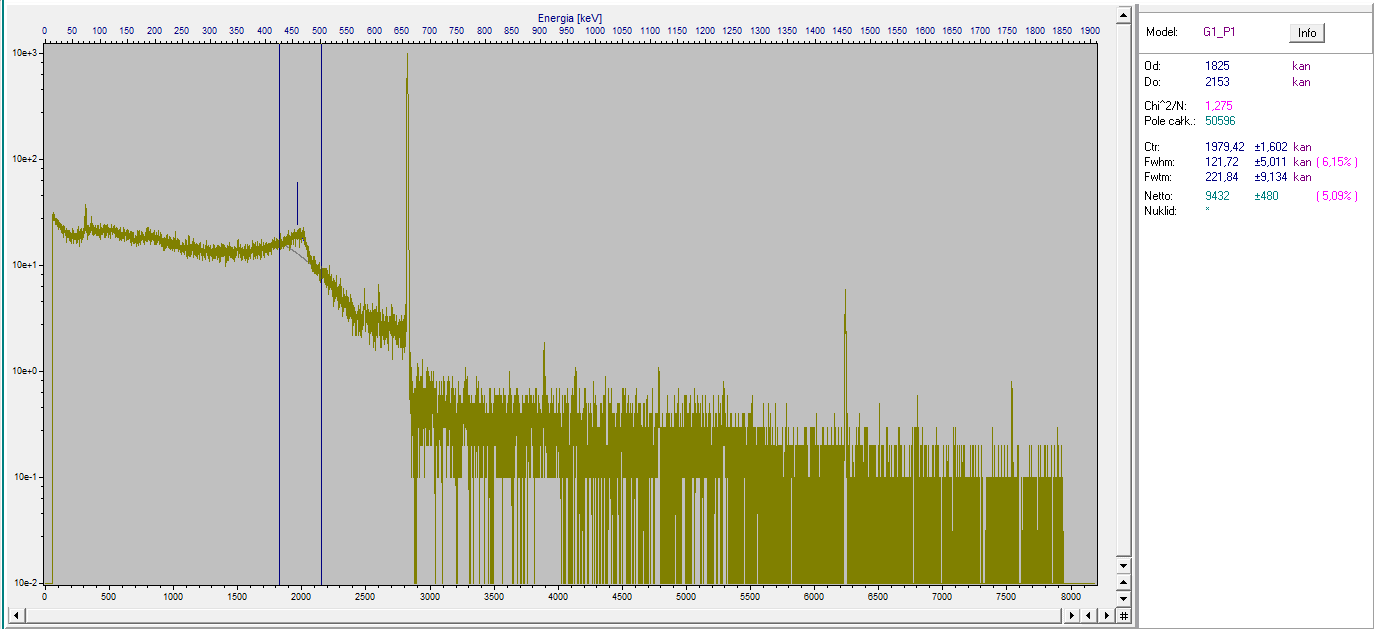 Energia [keV]
0 50 100 150 200 250 300 350 400 450 500 550 600 650 700 750 800 850 900 950 1000 1050 1100 1150 1200 1250 1300 1350 1400 1450 1500 1550 1600 1650 1700 1750 1800 1850 1900
10e+3
10e+2
10e+1
10e+0
10e-1
10e-2
0 500 1000 1500 2000 2500 3000 3500 4000 4500 5000 5500 6000 6500 7000 7500 8000
#
Model: G1_P1 Info
Od: 1825 kan
Do: 2153 kan
Chi^2/N: 1,275
Pole całk.: 50596
Ctr: 1979,42 ±1,602 kan
Fwhm: 121,72 ±5,011 kan ( 6,15% )
Fwtm: 221,84 ±9,134 kan
Netto: 9432 ±480 ( 5,09% )
Nuklid: *